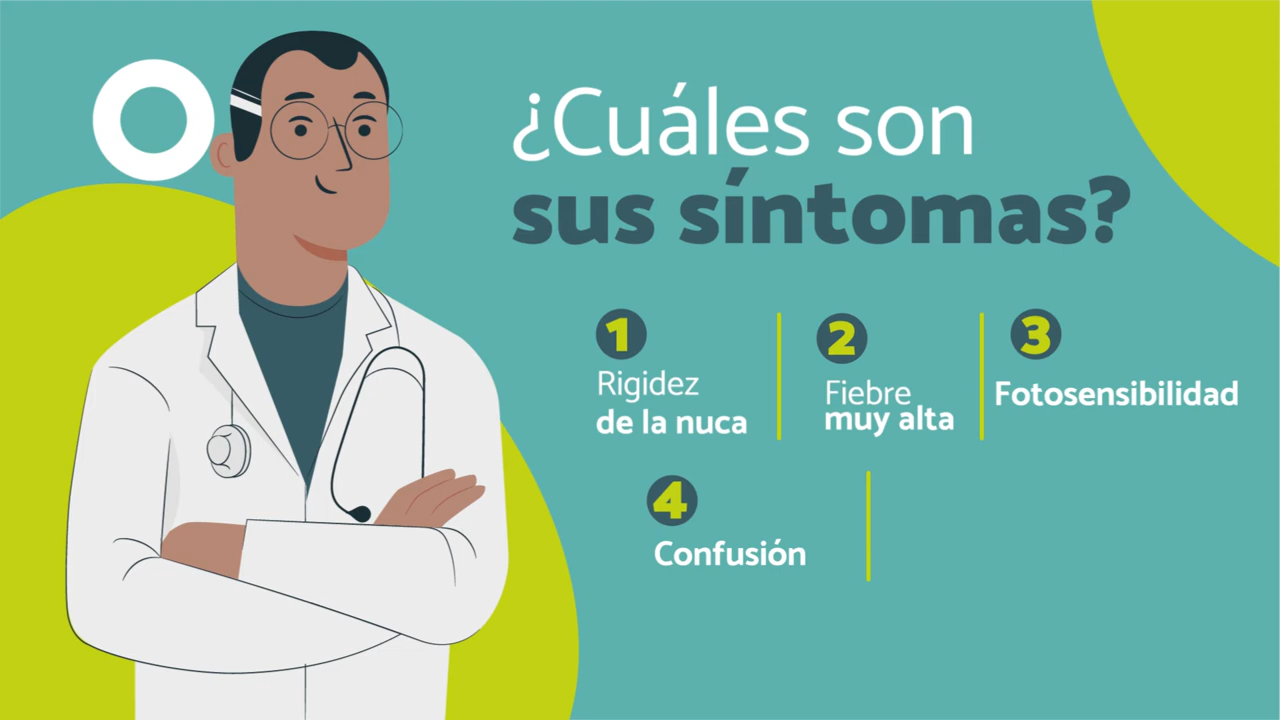 ¿Cuáles son
sus síntomas?
1
Rigidez
de la nuca
2
Fiebre
muy alta
3
Fotosensibilidad
4
Confusión